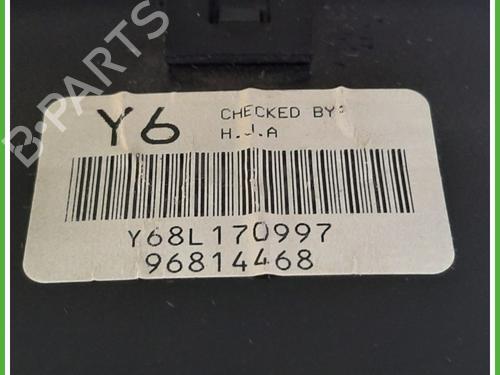 B-PARTS
Y6
CHECKED BY:
H.J.A
Y68L170997
96814468